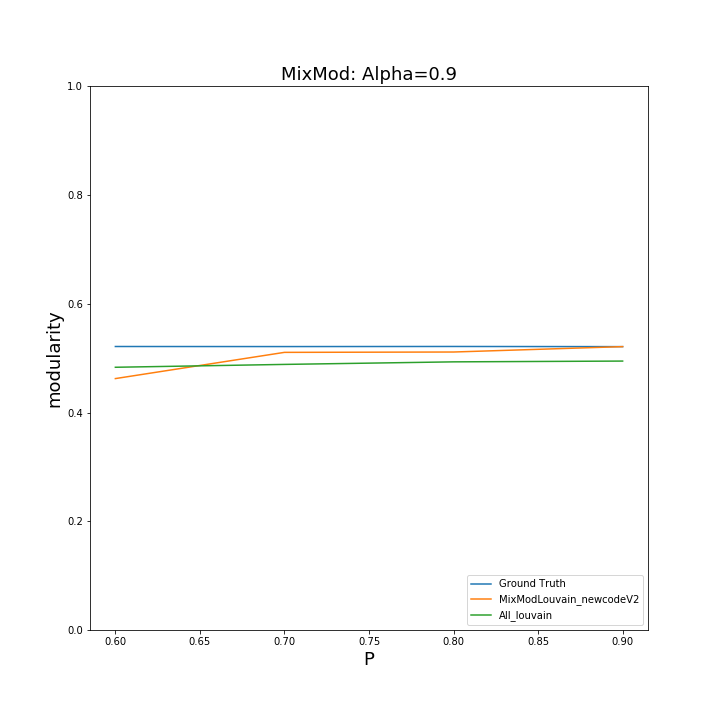 MixMod: Alpha=0.9
1.0
0.8
0.6
0.4
0.2
0.0
modularity
0.60
0.65
0.70
0.75
0.80
0.85
0.90
P
Ground Truth
MixModLouvain_newcodeV2
All_louvain